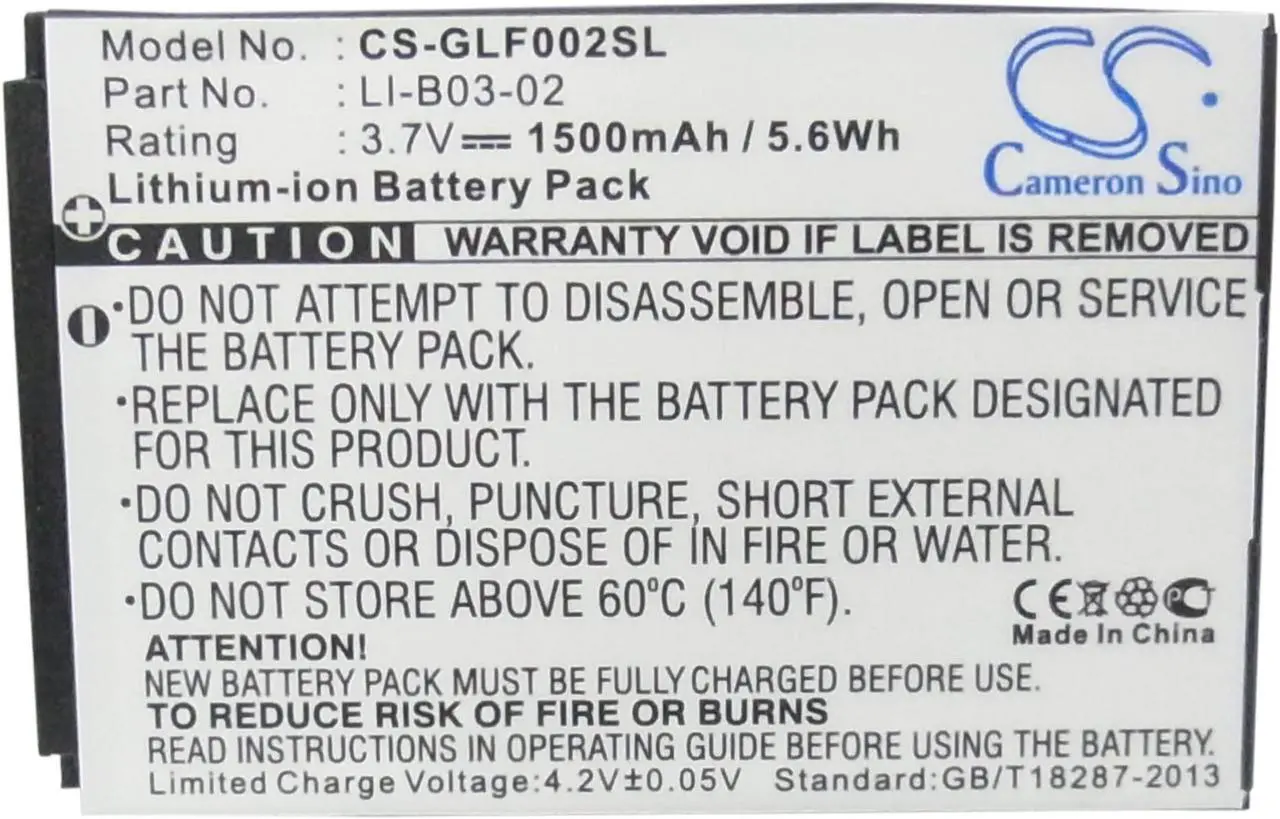 Model No. : CS-GLF002SL
Part No. : LI-B03-02
Rating : 3.7V 1500mAh / 5.6Wh
Lithium-ion Battery Pack
CS
Cameron Sino
CAUTION WARRANTY VOID IF LABEL IS REMOVED
•DO NOT ATTEMPT TO DISASSEMBLE, OPEN OR SERVICE
THE BATTERY PACK.
•REPLACE ONLY WITH THE BATTERY PACK DESIGNATED
FOR THIS PRODUCT.
•DO NOT CRUSH, PUNCTURE, SHORT EXTERNAL
CONTACTS OR DISPOSE OF IN FIRE OR WATER.
•DO NOT STORE ABOVE 60°C (140°F).
CE PC
Made In China
ATTENTION!
NEW BATTERY PACK MUST BE FULLY CHARGED BEFORE USE.
TO REDUCE RISK OF FIRE OR BURNS
READ INSTRUCTIONS IN OPERATING GUIDE BEFORE USING THE BATTERY.
Limited Charge Voltage:4.2V±0.05V Standard:GB/T18287-2013